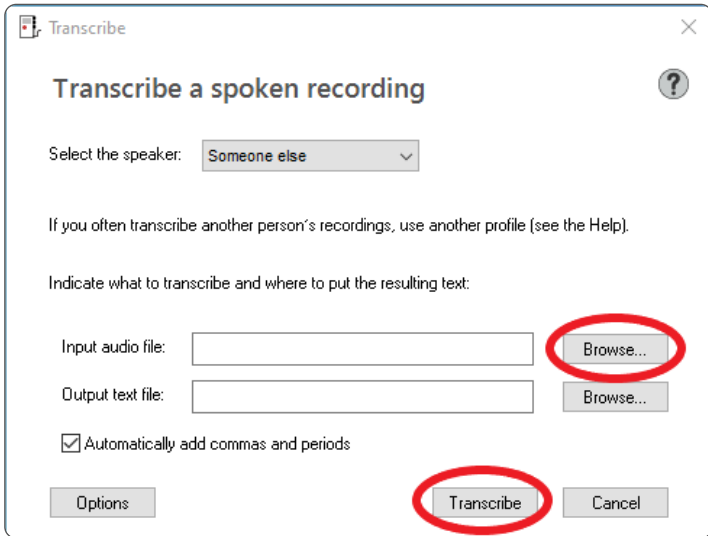 Transcribe
Transcribe a spoken recording
?
Select the speaker: Someone else
If you often transcribe another person's recordings, use another profile (see the Help).
Indicate what to transcribe and where to put the resulting text:
Input audio file: Browse...
Output text file: Browse...
Automatically add commas and periods
Options Transcribe Cancel